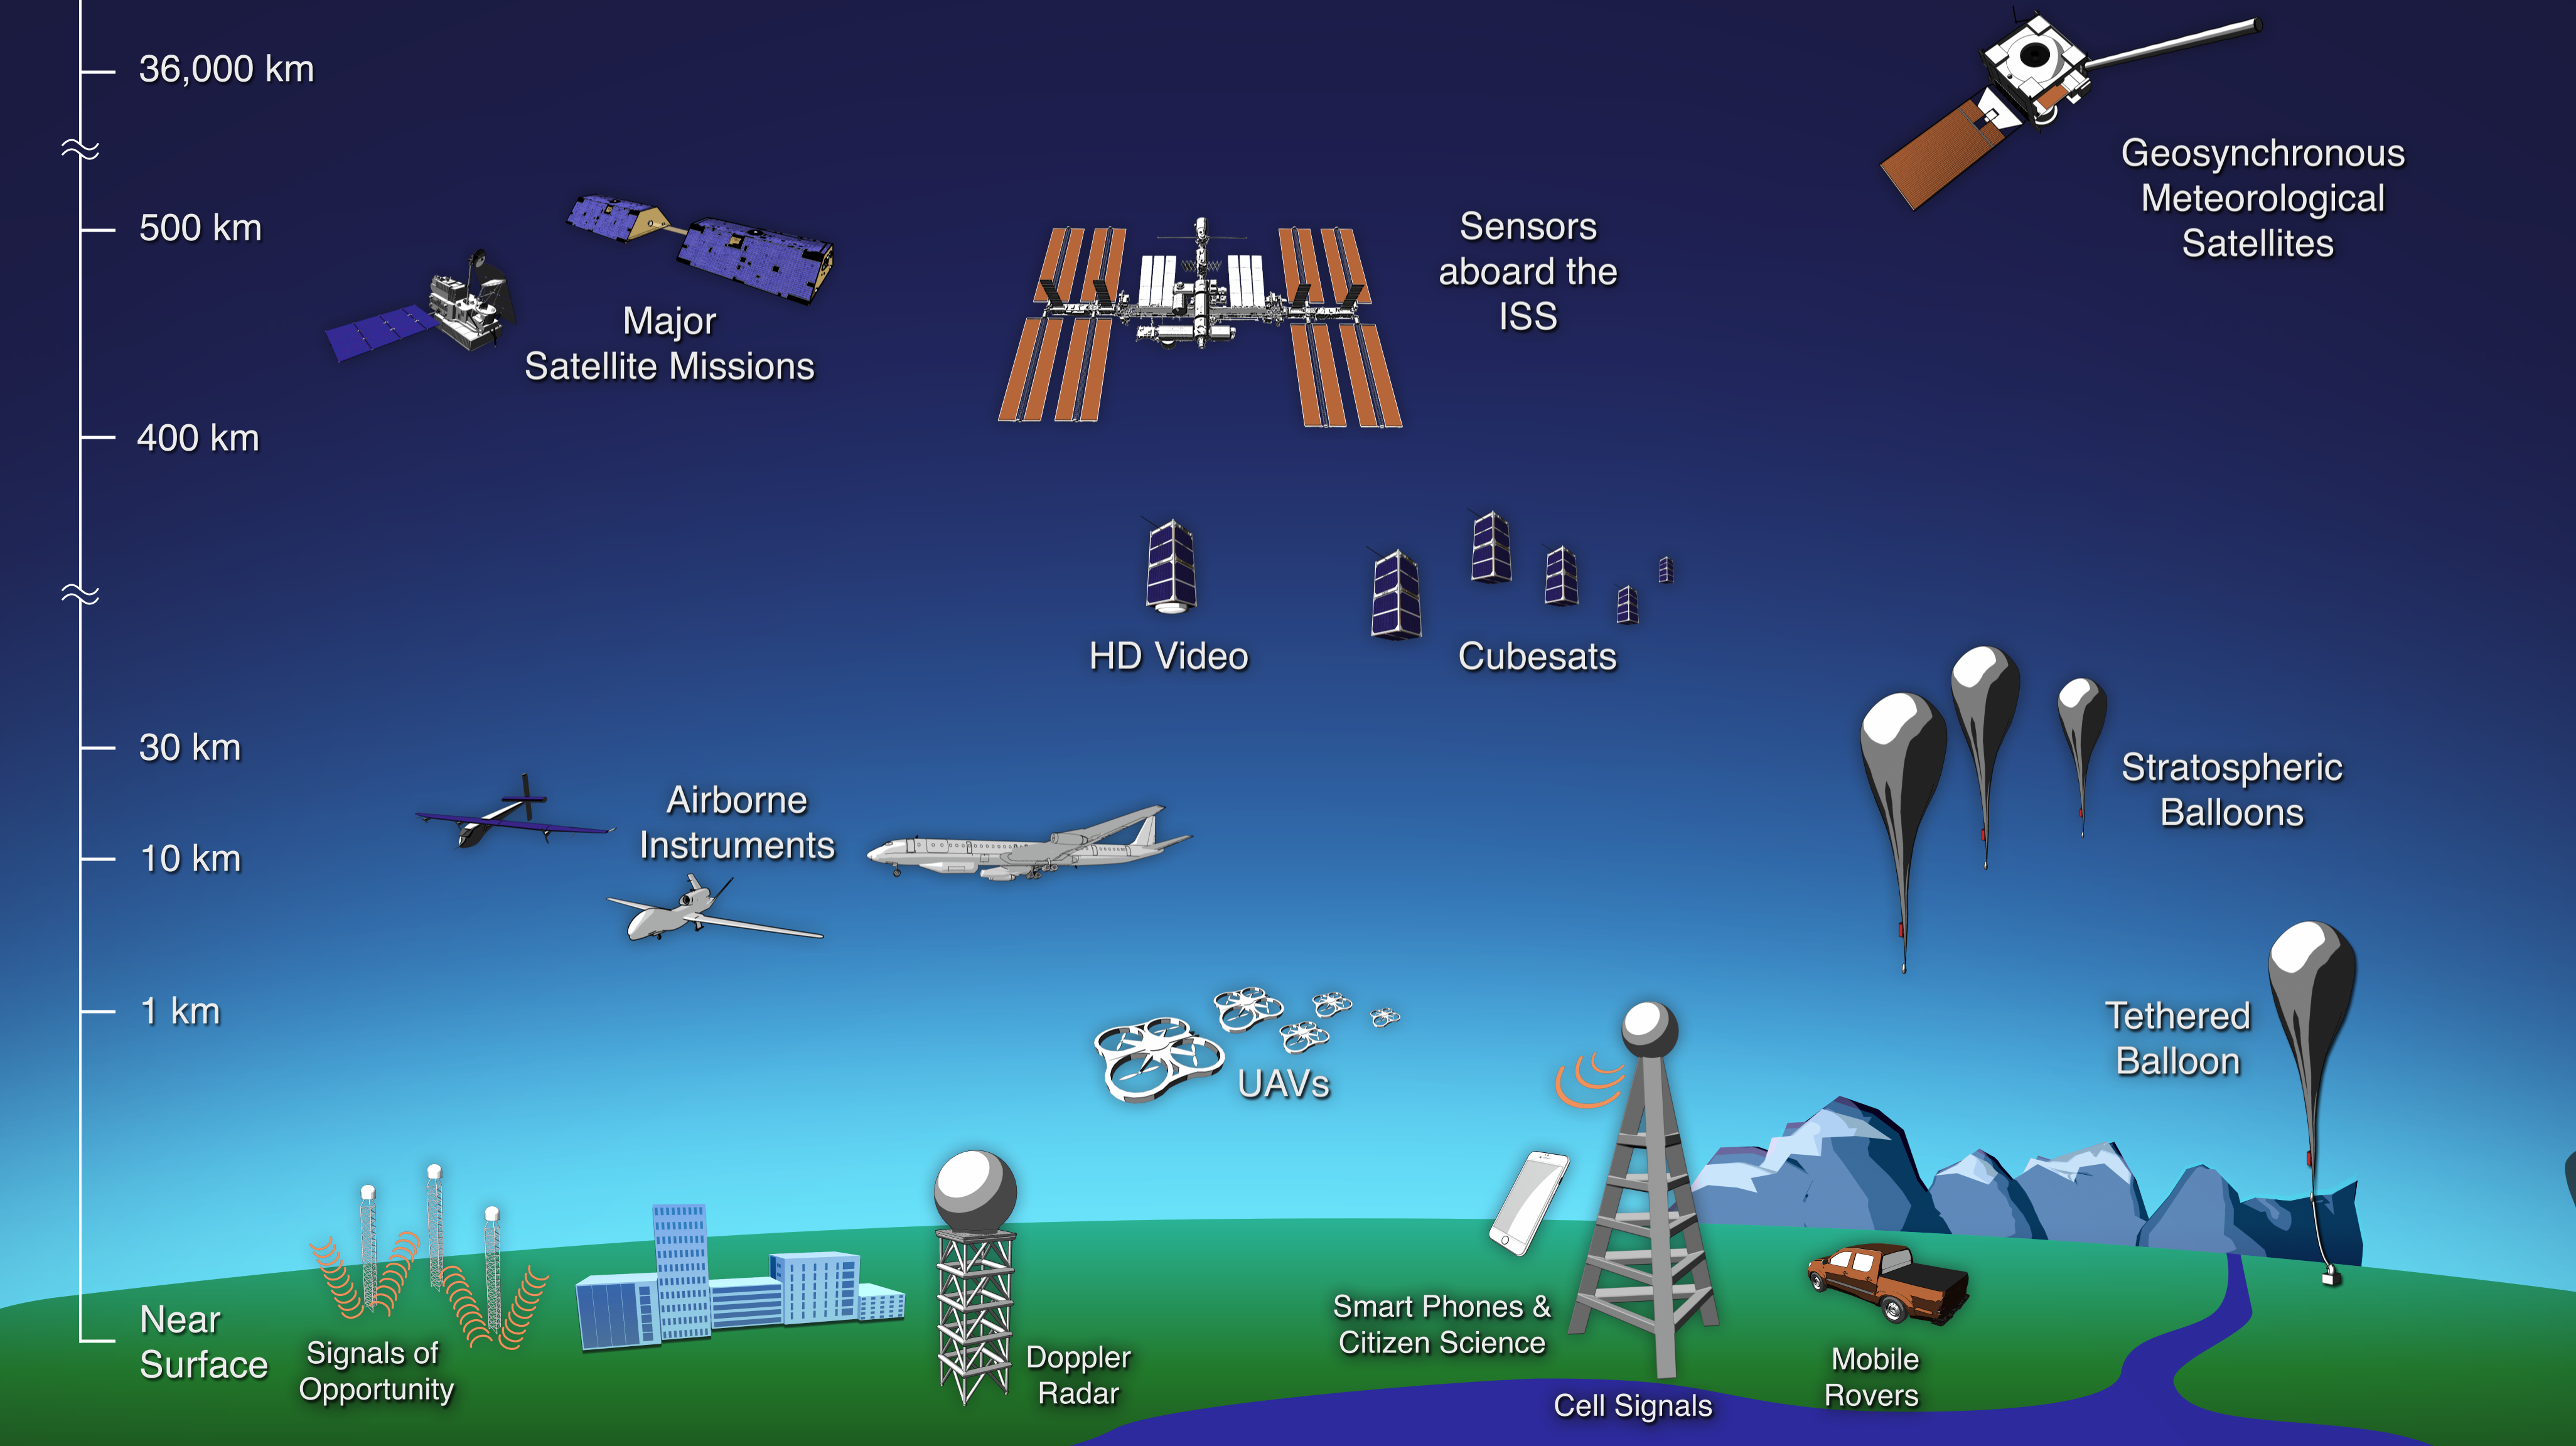 36,000 km
500 km
400 km
30 km
10 km
1 km
Near
Surface
Geosynchronous
Meteorological
Satellites
Major
Satellite Missions
Sensors
aboard the
ISS
HD Video
Cubesats
Airborne
Instruments
Stratospheric
Balloons
UAVs
Tethered
Balloon
Signals of
Opportunity
Doppler
Radar
Smart Phones &
Citizen Science
Cell Signals
Mobile
Rovers